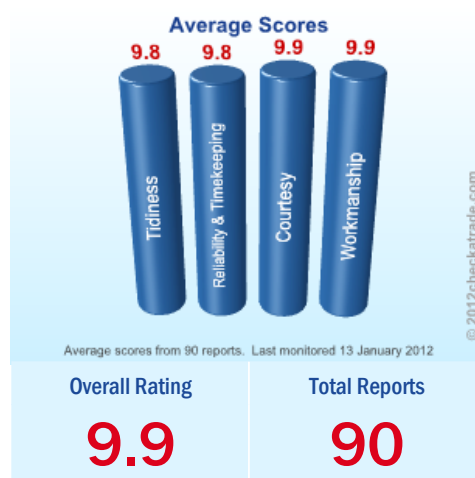 Average Scores
9.8 9.8 9.9 9.9
Tidiness
Reliability & Timekeeping
Courtesy
Workmanship
© 2012checkatrade.com
Average scores from 90 reports. Last monitored 13 January 2012
Overall Rating
9.9
Total Reports
90